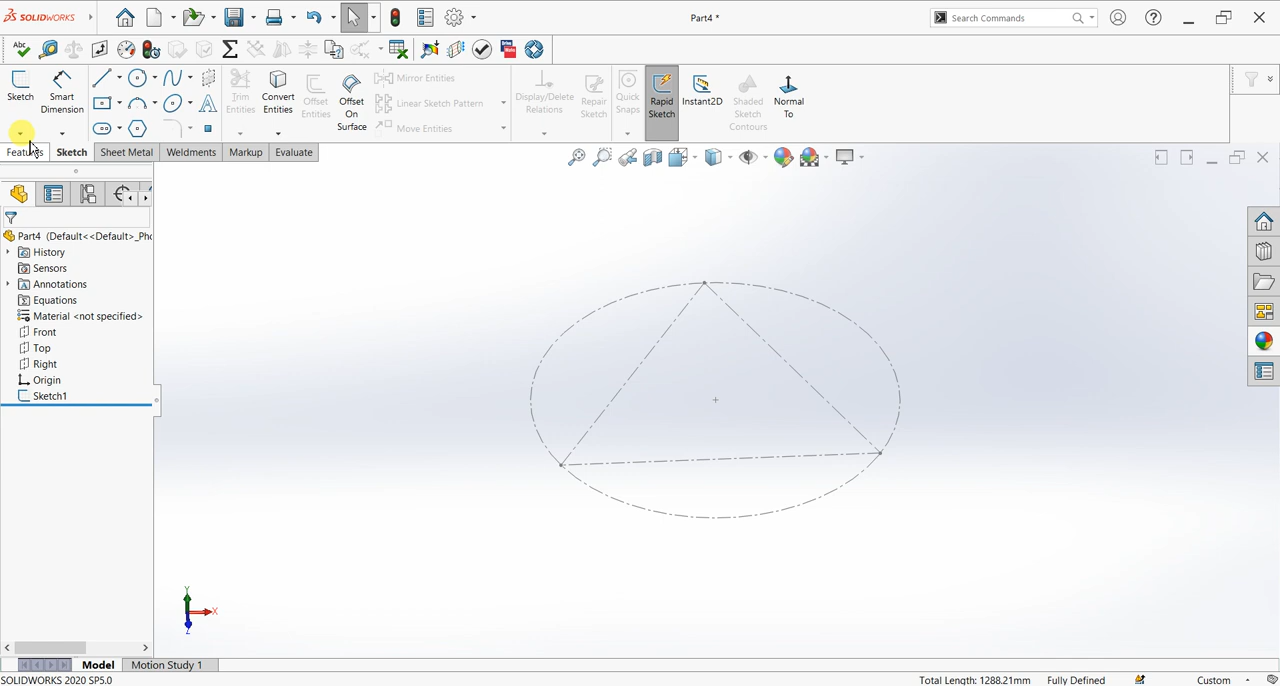 SOLIDWORKS
Part4 *
Search Commands
Sketch
Smart Dimension
Trim Entities
Convert Entities
Offset Entities
Offset On Surface
Mirror Entities
Linear Sketch Pattern
Move Entities
Display/Delete Relations
Repair Sketch
Quick Snaps
Rapid Sketch
Instant2D
Shaded Sketch Contours
Normal To
Features
Sketch
Sheet Metal
Weldments
Markup
Evaluate
Part4 (Default<<Default>_Pho
History
Sensors
Annotations
Equations
Material <not specified>
Front
Top
Right
Origin
Sketch1
Y
X
Z
Model
Motion Study 1
SOLIDWORKS 2020 SP5.0
Total Length: 1288.21mm
Fully Defined
Custom